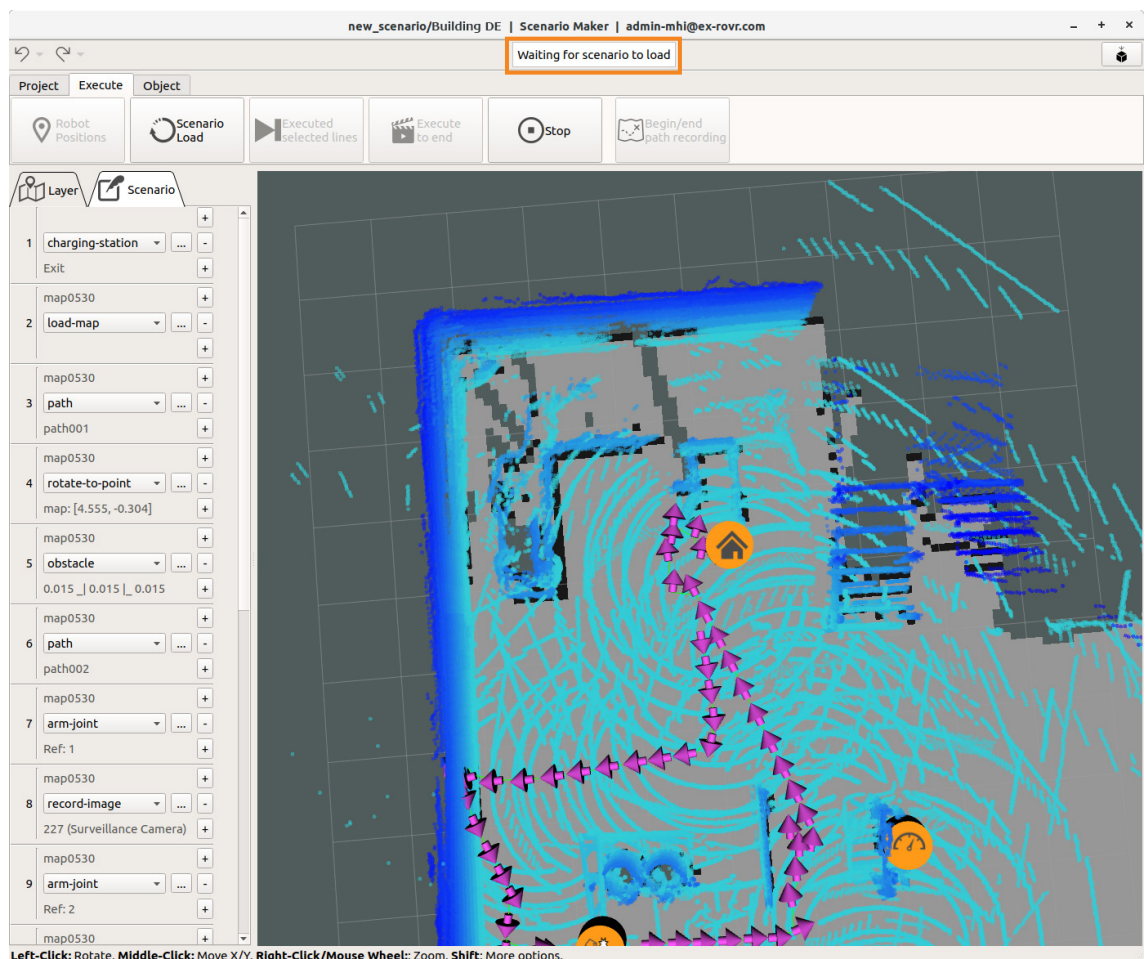 new_scenario/Building DE | Scenario Maker | admin-mhi@ex-rovr.com
Waiting for scenario to load
Project Execute Object
Robot Positions
Scenario Load
Executed selected lines
Execute to end
Stop
Begin/end path recording
Layer Scenario
+
1 charging-station ... -
Exit +
map0530 +
2 load-map ... -
+
map0530 +
3 path ... -
path001 +
map0530 +
4 rotate-to-point ... -
map: [4.555, -0.304] +
map0530 +
5 obstacle ... -
0.015 _| 0.015 |_ 0.015 +
map0530 +
6 path ... -
path002 +
map0530 +
7 arm-joint ... -
Ref: 1 +
map0530 +
8 record-image ... -
227 (Surveillance Camera) +
map0530 +
9 arm-joint ... -
Ref: 2 +
map0530 +
Left-Click: Rotate. Middle-Click: Move X/Y. Right-Click/Mouse Wheel:: Zoom. Shift: More options.